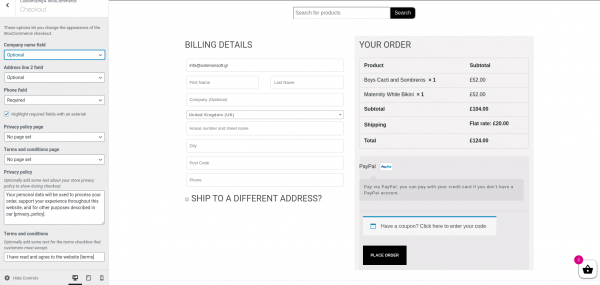 Customizing ▸ WooCommerce
Checkout
These options let you change the appearance of the
WooCommerce checkout.
Company name field
Optional
Address line 2 field
Optional
Phone field
Required
Highlight required fields with an asterisk
Privacy policy page
No page set
Terms and conditions page
No page set
Privacy policy
Optionally add some text about your store privacy
policy to show during checkout.
Your personal data will be used to process your
order, support your experience throughout this
website, and for other purposes described in
our [privacy_policy].
Terms and conditions
Optionally add some text for the terms checkbox that
customers must accept.
I have read and agree to the website [terms]
Hide Controls
Search for products
Search
BILLING DETAILS
First Name
Last Name
Company (Optional)
United Kingdom (UK)
House number and street name
City
Post Code
Phone
SHIP TO A DIFFERENT ADDRESS?
YOUR ORDER
Product Subtotal
Boys Cacti and Sombreros × 1 £52.00
Maternity White Bikini × 1 £52.00
Subtotal £104.00
Shipping Flat rate: £20.00
Total £124.00
PayPal PayPal
Pay via PayPal; you can pay with your credit card if you don't have a
PayPal account.
Have a coupon? Click here to enter your code
PLACE ORDER
2